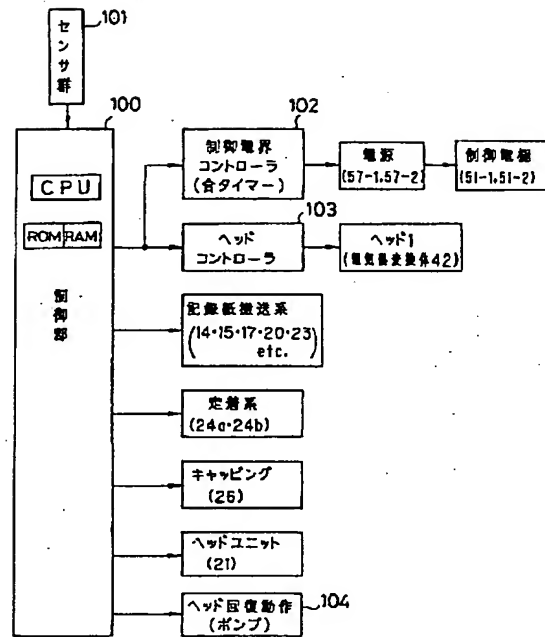 101
センサ群
100
CPU
ROM RAM
制御部
102
制御電界
コントローラ
(含タイマー)
電源
(57-1,57-2)
制御電極
(51-1,51-2)
103
ヘッド
コントローラ
ヘッド1
(電気熱変換体42)
記録紙搬送系
(14・15・17・20・23)
etc.
定着系
(24a・24b)
キャッピング
(26)
ヘッドユニット
(21)
104
ヘッド回復動作
(ポンプ)